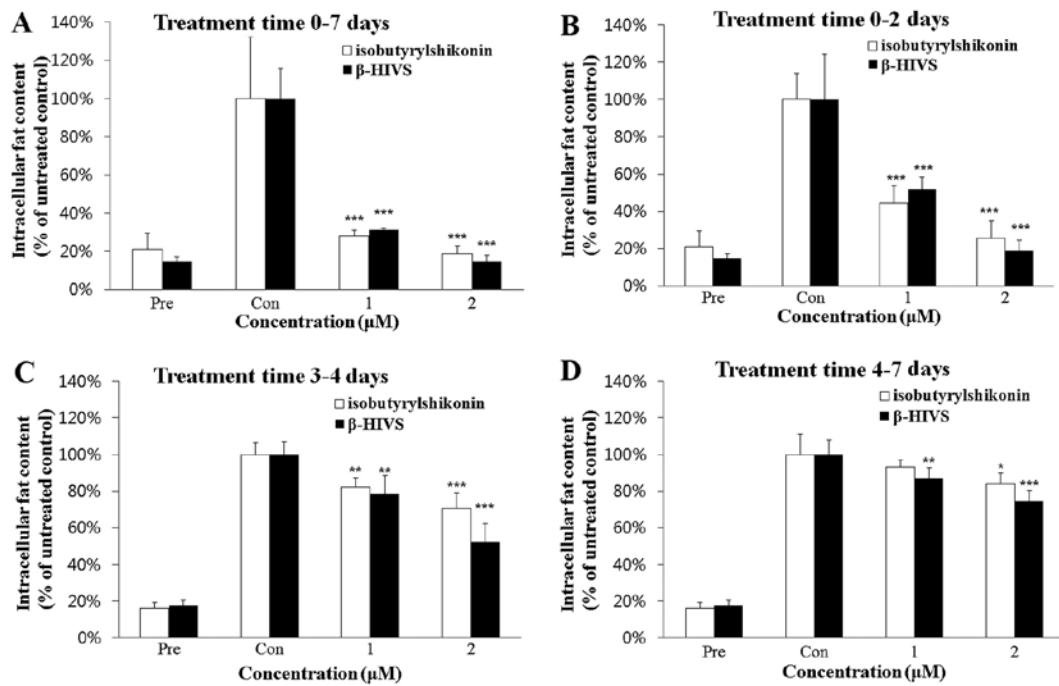 A
Treatment time 0-7 days
Intracellular fat content
(% of untreated control)
140%
120%
100%
80%
60%
40%
20%
0%
isobutyrylshikonin
β-HIVS
***
***
***
***
Pre
Con
1
2
Concentration (μM)
B
Treatment time 0-2 days
Intracellular fat content
(% of untreated control)
140%
120%
100%
80%
60%
40%
20%
0%
isobutyrylshikonin
β-HIVS
***
***
***
***
Pre
Con
1
2
Concentration (μM)
C
Treatment time 3-4 days
Intracellular fat content
(% of untreated control)
140%
120%
100%
80%
60%
40%
20%
0%
isobutyrylshikonin
β-HIVS
**
**
***
***
Pre
Con
1
2
Concentration (μM)
D
Treatment time 4-7 days
Intracellular fat content
(% of untreated control)
140%
120%
100%
80%
60%
40%
20%
0%
isobutyrylshikonin
β-HIVS
**
*
***
Pre
Con
1
2
Concentration (μM)